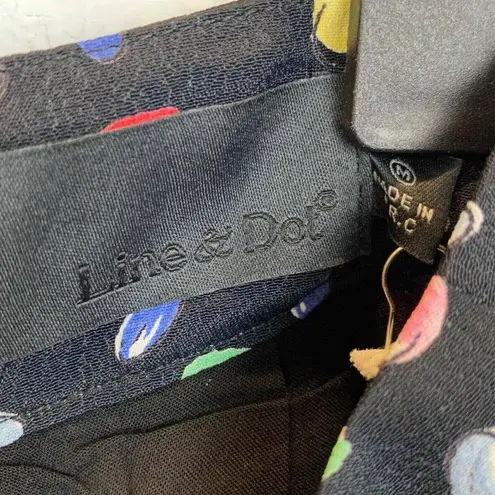 Line & Dot®
M
MADE IN
P.R.C